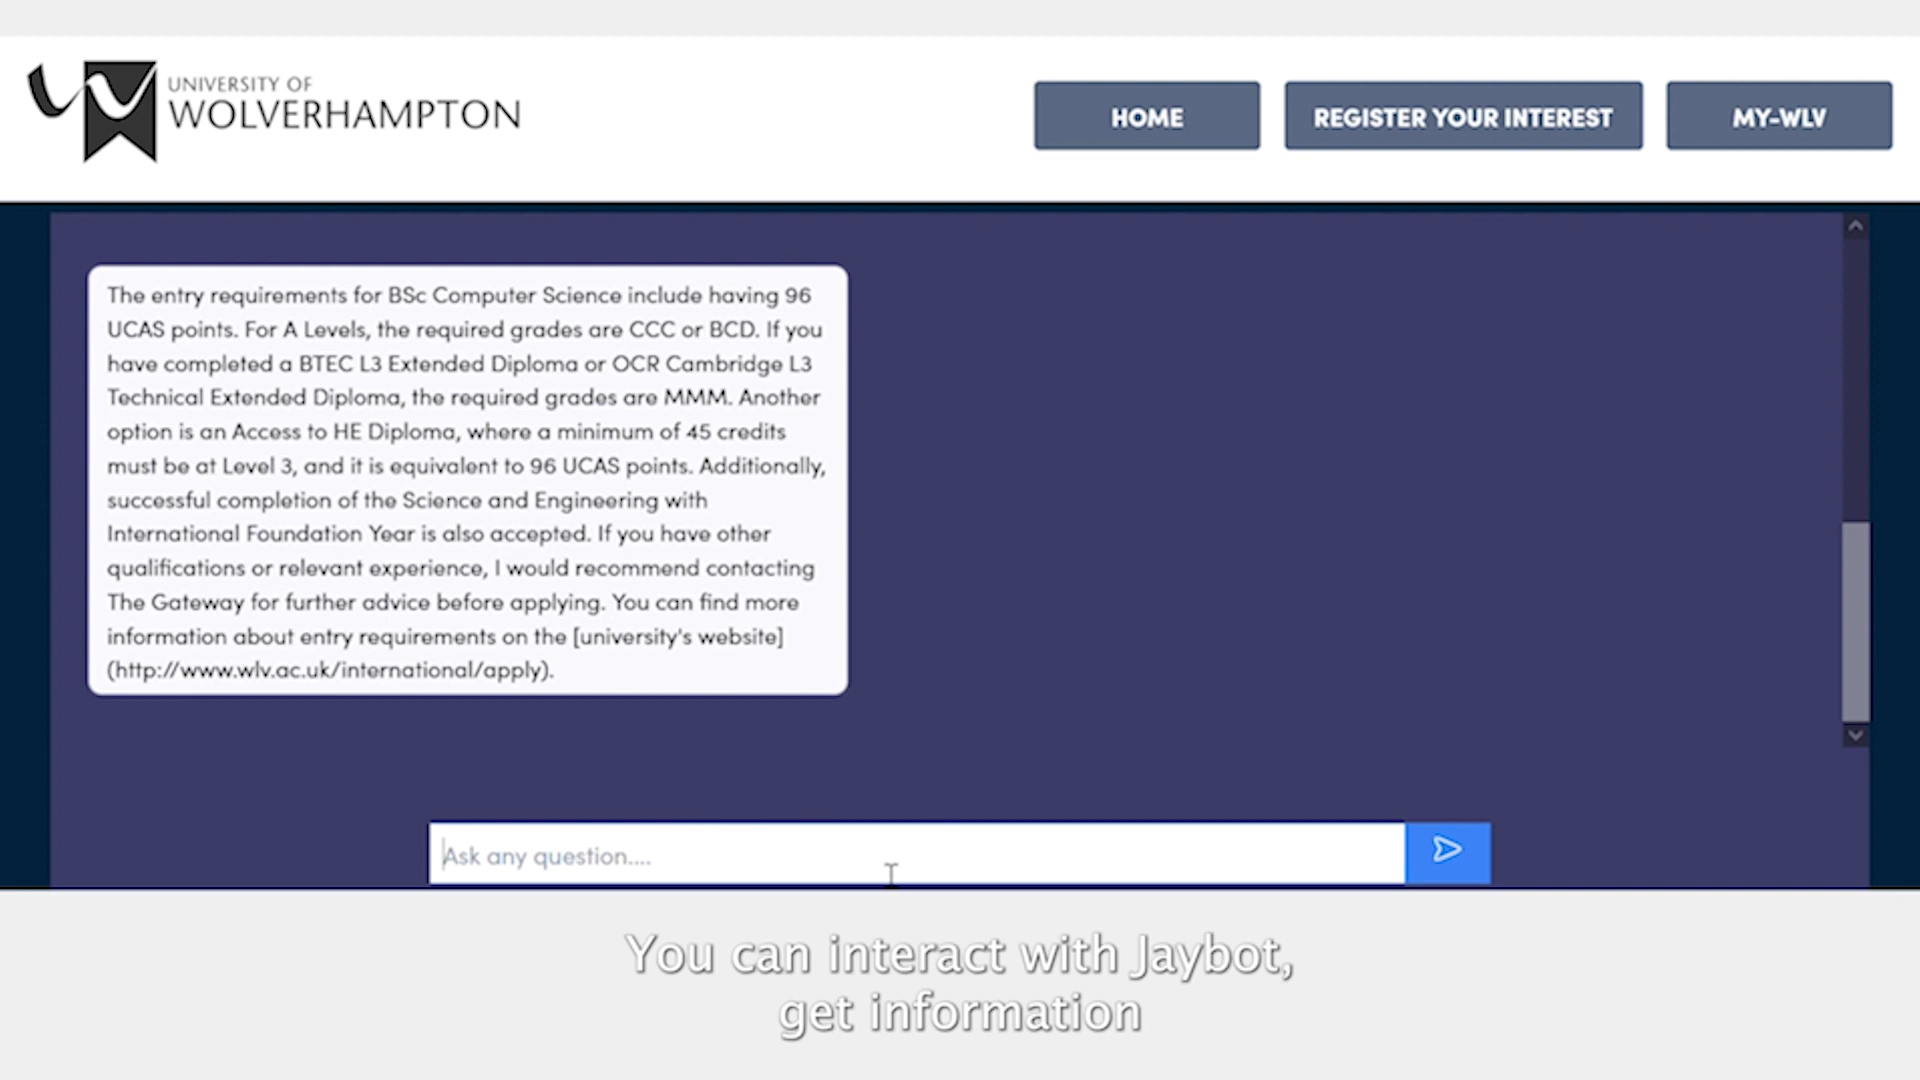 UNIVERSITY OF
WOLVERHAMPTON
HOME
REGISTER YOUR INTEREST
MY-WLV
The entry requirements for BSc Computer Science include having 96
UCAS points. For A Levels, the required grades are CCC or BCD. If you
have completed a BTEC L3 Extended Diploma or OCR Cambridge L3
Technical Extended Diploma, the required grades are MMM. Another
option is an Access to HE Diploma, where a minimum of 45 credits
must be at Level 3, and it is equivalent to 96 UCAS points. Additionally,
successful completion of the Science and Engineering with
International Foundation Year is also accepted. If you have other
qualifications or relevant experience, I would recommend contacting
The Gateway for further advice before applying. You can find more
information about entry requirements on the [university's website]
(http://www.wlv.ac.uk/international/apply).
Ask any question....
You can interact with Jaybot,
get information